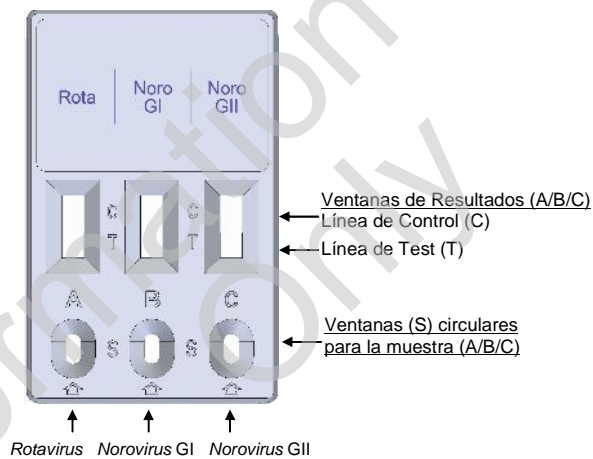 Rota Noro GI Noro GII
C C
T T
A B C
S S
Ventanas de Resultados (A/B/C)
Línea de Control (C)
Línea de Test (T)
Ventanas (S) circulares
para la muestra (A/B/C)
Rotavirus Norovirus GI Norovirus GII
Only